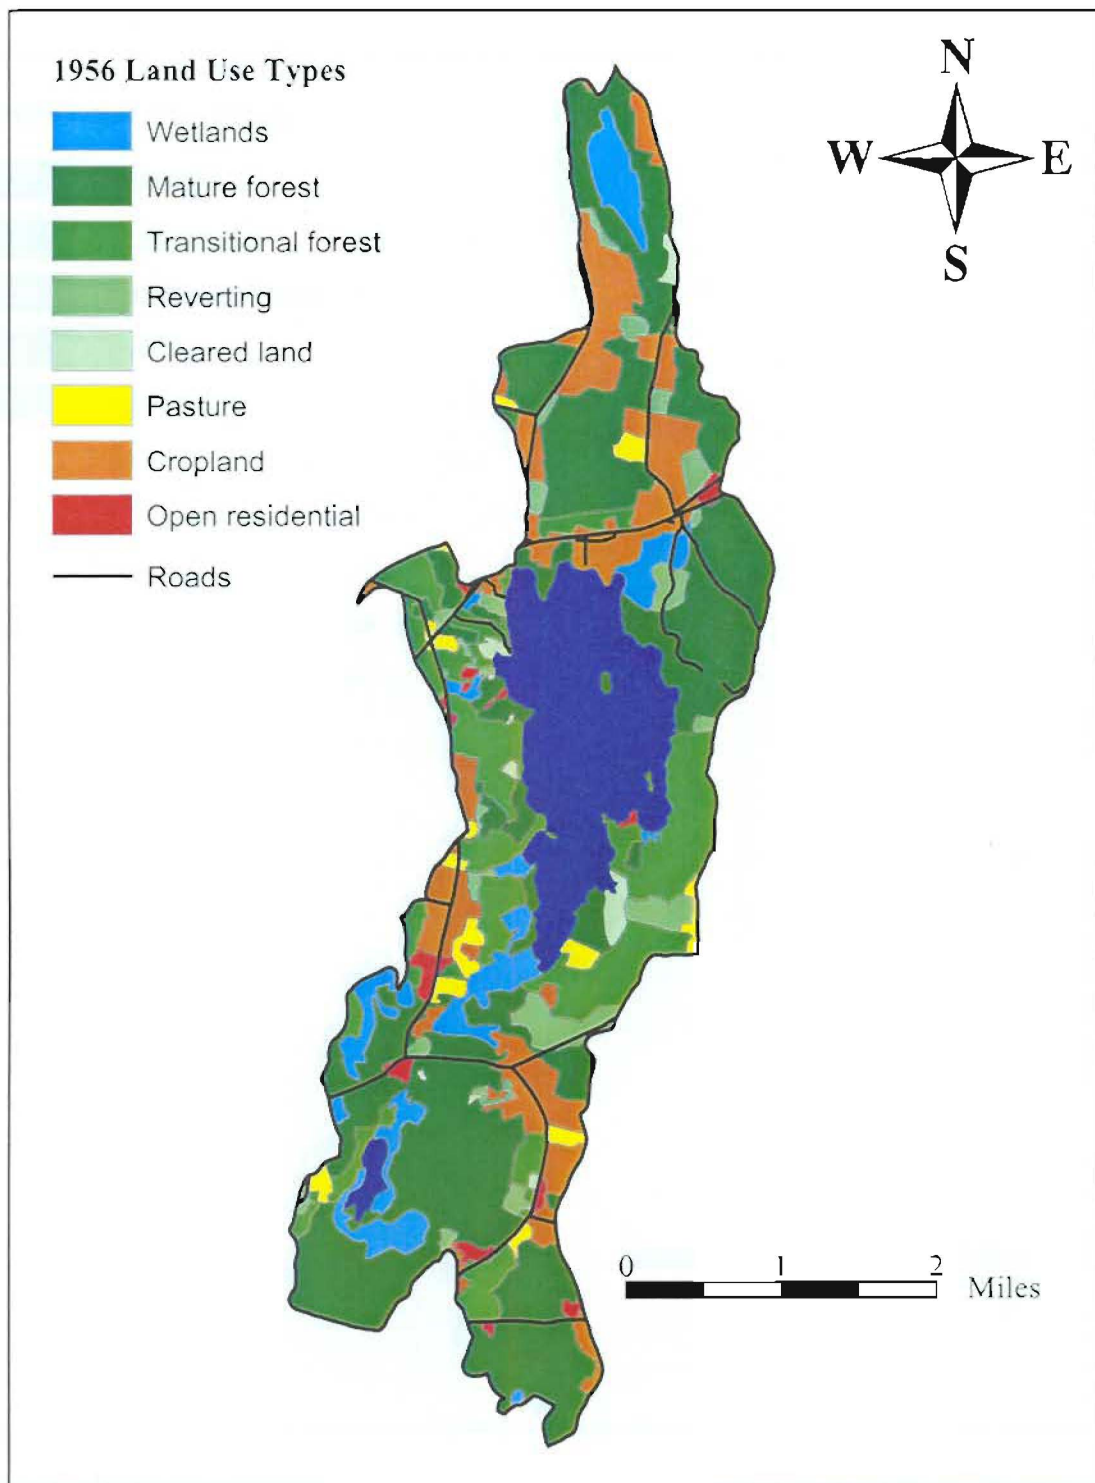 1956 Land Use Types
Wetlands
Mature forest
Transitional forest
Reverting
Cleared land
Pasture
Cropland
Open residential
Roads
N
W E
S
0 1 2
Miles